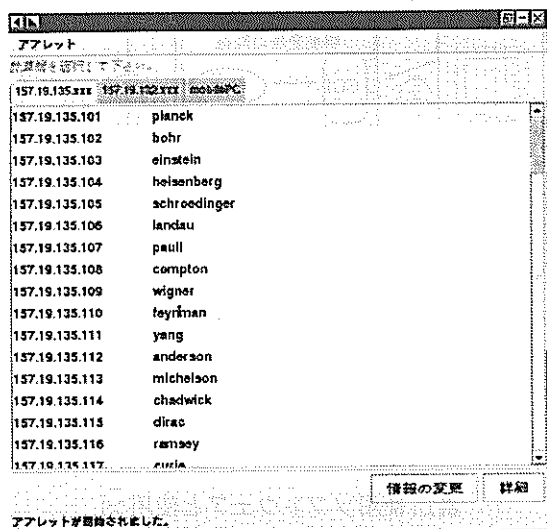 アプレット
計算機を選択して下さい。
157.19.135.xxx 157.19.132.xxx mobilePC
157.19.135.101 planck
157.19.135.102 bohr
157.19.135.103 einstein
157.19.135.104 heisenberg
157.19.135.105 schroedinger
157.19.135.106 landau
157.19.135.107 pauli
157.19.135.108 compton
157.19.135.109 wigner
157.19.135.110 feynman
157.19.135.111 yang
157.19.135.112 anderson
157.19.135.113 michelson
157.19.135.114 chadwick
157.19.135.115 dirac
157.19.135.116 ramsey
157.19.135.117 curie
情報の変更 詳細
アプレットが開始されました。